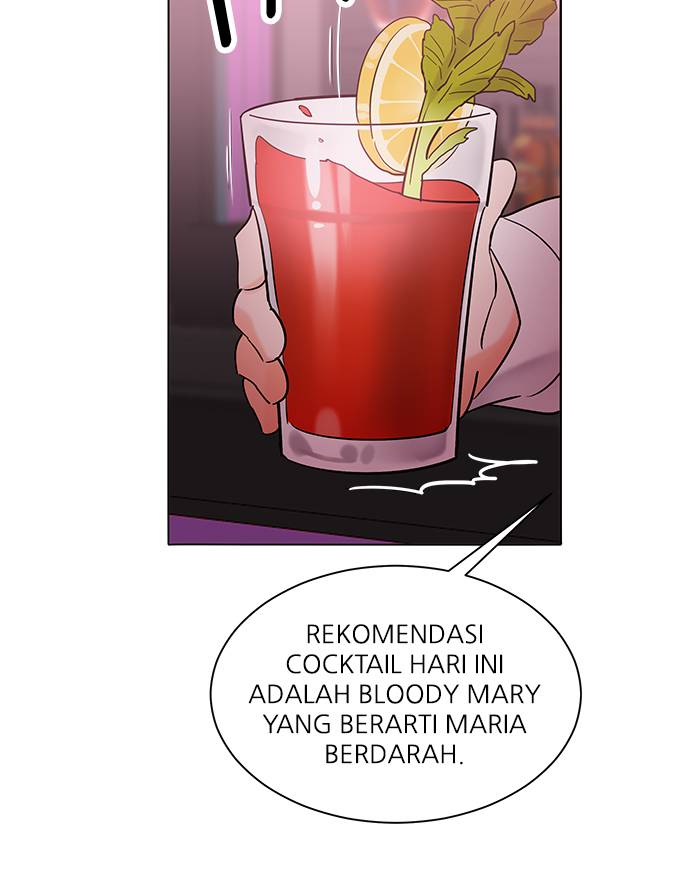 REKOMENDASI
COCKTAIL HARI INI
ADALAH BLOODY MARY
YANG BERARTI MARIA
BERDARAH.